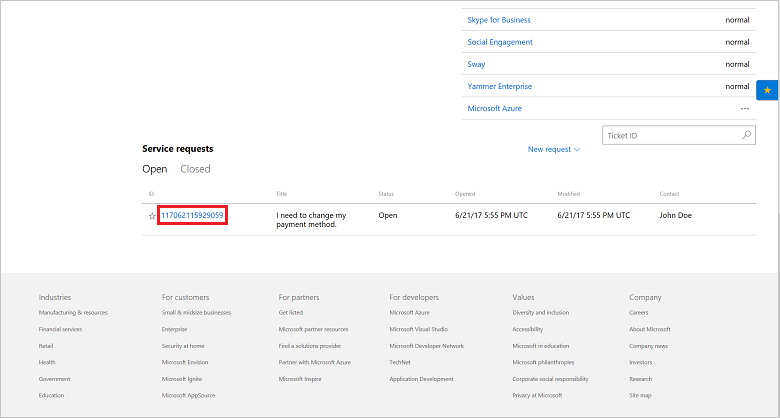 Skype for Business normal
Social Engagement normal
Sway normal
Yammer Enterprise normal
Microsoft Azure ---
Ticket ID
Service requests New request
Open Closed
ID Title Status Opened Modified Contact
117062115929059 I need to change my Open 6/21/17 5:55 PM UTC 6/21/17 5:55 PM UTC John Doe
payment method.
Industries For customers For partners For developers Values Company
Manufacturing & resources Small & midsize businesses Get listed Microsoft Azure Diversity and inclusion Careers
Financial services Enterprise Microsoft partner resources Microsoft Visual Studio Accessibility About Microsoft
Retail Security at home Find a solutions provider Microsoft Developer Network Microsoft in education Company news
Health Microsoft Envision Partner with Microsoft Azure TechNet Microsoft philanthropies Investors
Government Microsoft Ignite Microsoft Inspire Application Development Corporate social responsibility Research
Education Microsoft AppSource Privacy at Microsoft Site map